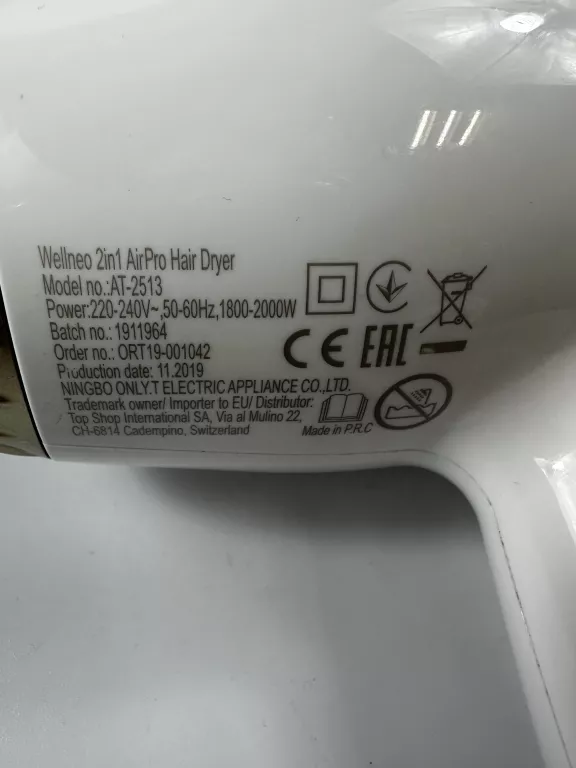 Wellneo 2in1 AirPro Hair Dryer
Model no.:AT-2513
Power:220-240V~,50-60Hz,1800-2000W
Batch no.: 1911964
Order no.: ORT19-001042
Production date: 11.2019
NINGBO ONLY.T ELECTRIC APPLIANCE CO.,LTD.
Trademark owner/ Importer to EU/ Distributor:
Top Shop International SA, Via al Mulino 22,
CH-6814 Cadempino, Switzerland
CE EAC
Made in P.R.C